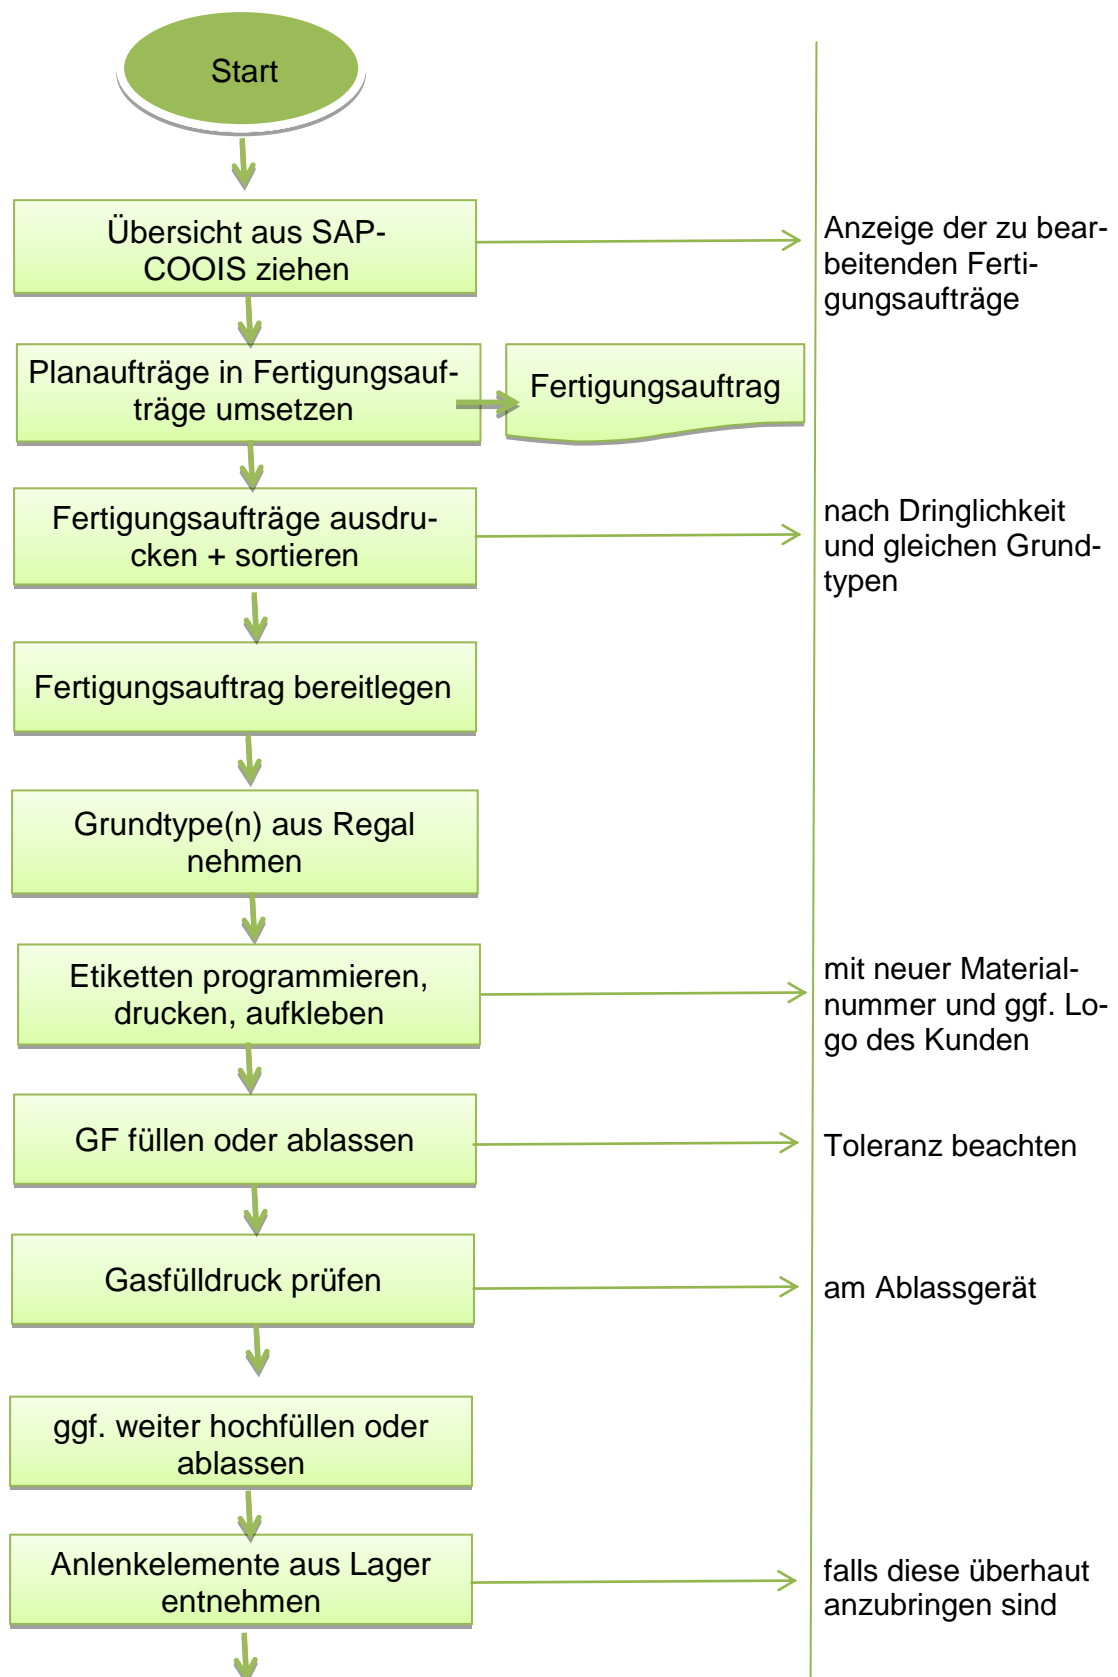 Start
Übersicht aus SAP-
COOIS ziehen
Anzeige der zu bear-
beitenden Ferti-
gungsaufträge
Planaufträge in Fertigungsauf-
träge umsetzen
Fertigungsauftrag
Fertigungsaufträge ausdru-
cken + sortieren
nach Dringlichkeit
und gleichen Grund-
typen
Fertigungsauftrag bereitlegen
Grundtype(n) aus Regal
nehmen
Etiketten programmieren,
drucken, aufkleben
mit neuer Material-
nummer und ggf. Lo-
go des Kunden
GF füllen oder ablassen
Toleranz beachten
Gasfülldruck prüfen
am Ablassgerät
ggf. weiter hochfüllen oder
ablassen
Anlenkelemente aus Lager
entnehmen
falls diese überhaut
anzubringen sind